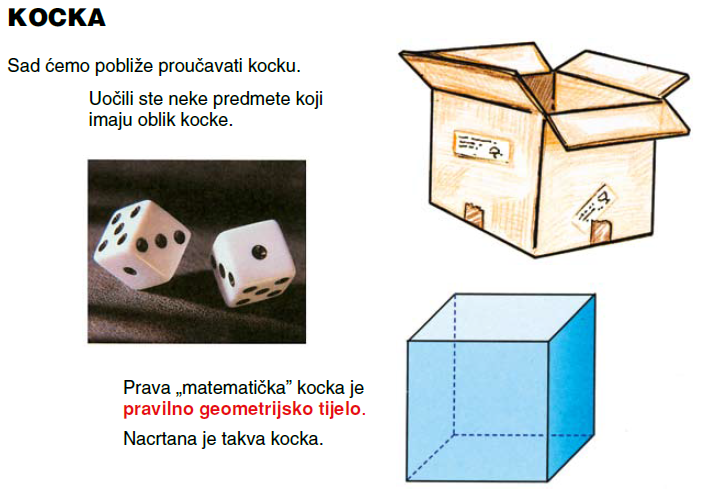 KOCKA
Sad ćemo pobliže proučavati kocku.
Uočili ste neke predmete koji
imaju oblik kocke.
Prava „matematička” kocka je
pravilno geometrijsko tijelo.
Nacrtana je takva kocka.